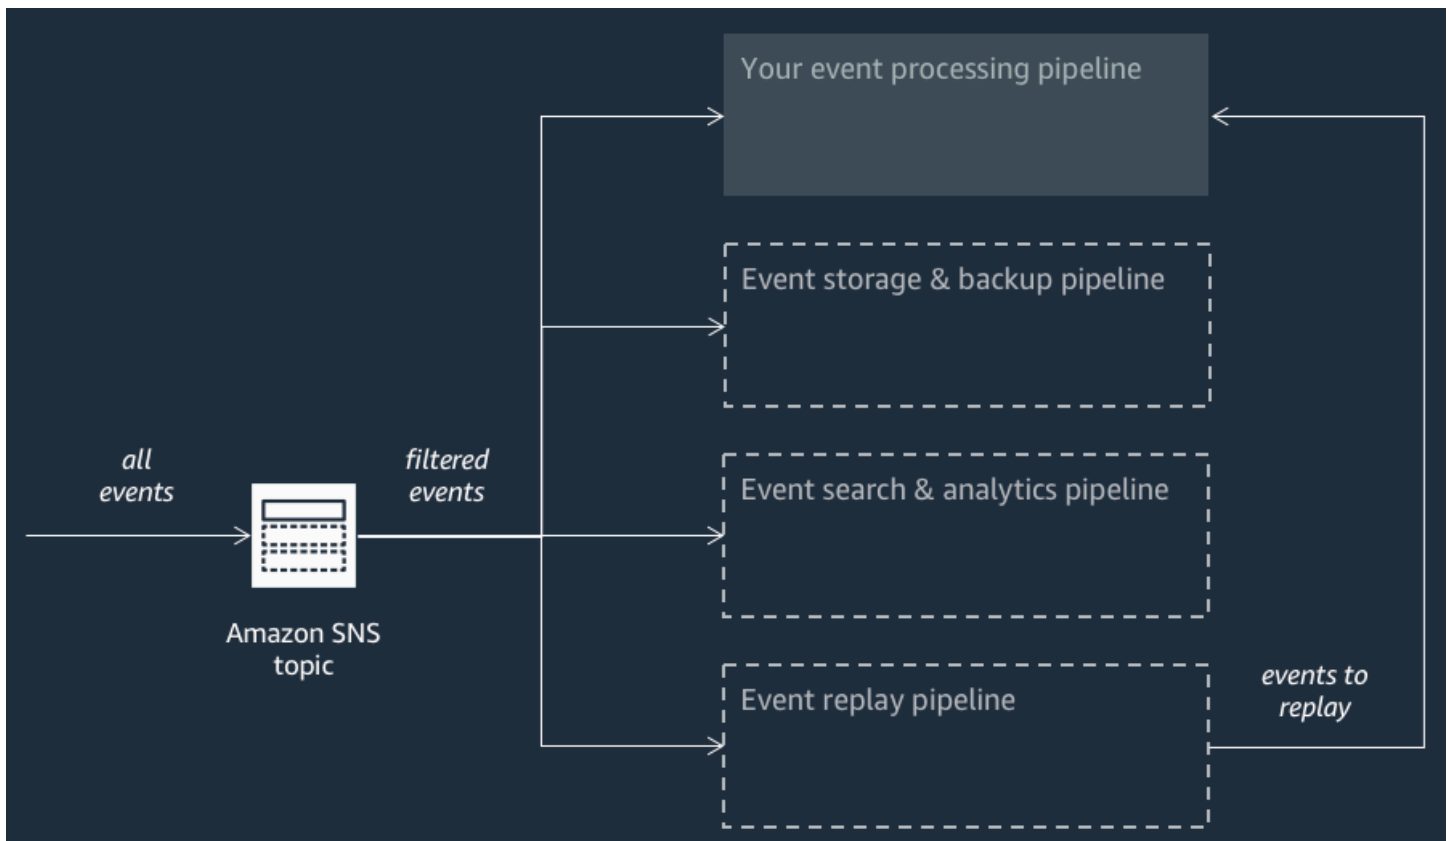 Your event processing pipeline
Event storage & backup pipeline
all
events
filtered
events
Event search & analytics pipeline
Amazon SNS
topic
Event replay pipeline
events to
replay